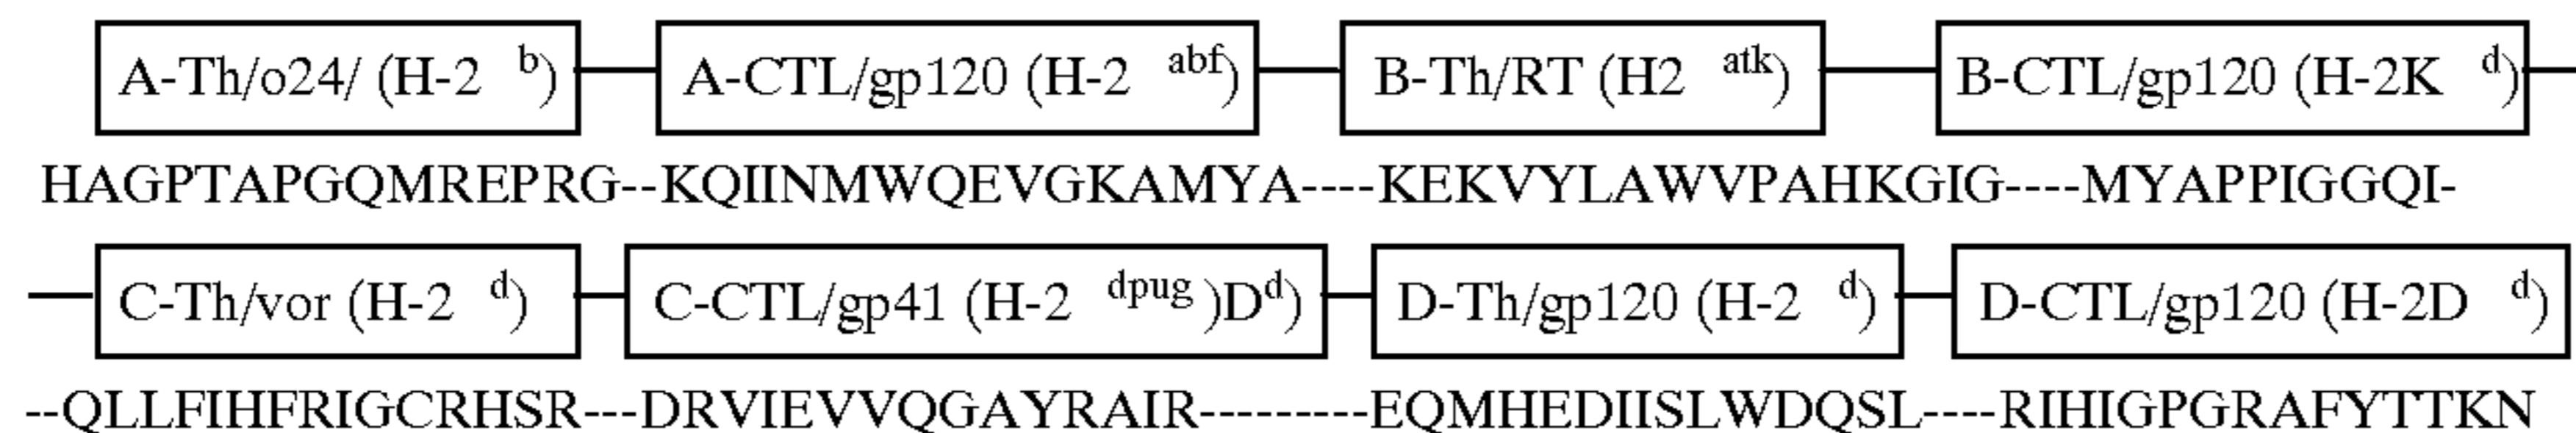 A-Th/o24/ (H-2 b) A-CTL/gp120 (H-2 abf) B-Th/RT (H2 atk) B-CTL/gp120 (H-2K d)
HAGPTAPGQMREPRG--KQIINMWQEVGKAMYA----KEKVYLAWVPAHKGIG----MYAPPIGGQI-
C-Th/vor (H-2 d) C-CTL/gp41 (H-2 dpug )Dd) D-Th/gp120 (H-2 d) D-CTL/gp120 (H-2D d)
--QLLFIHFRIGCRHSR---DRVIEVVQGAYRAIR---------EQMHEDIISLWDQSL----RIHIGPGRAFYTTKN